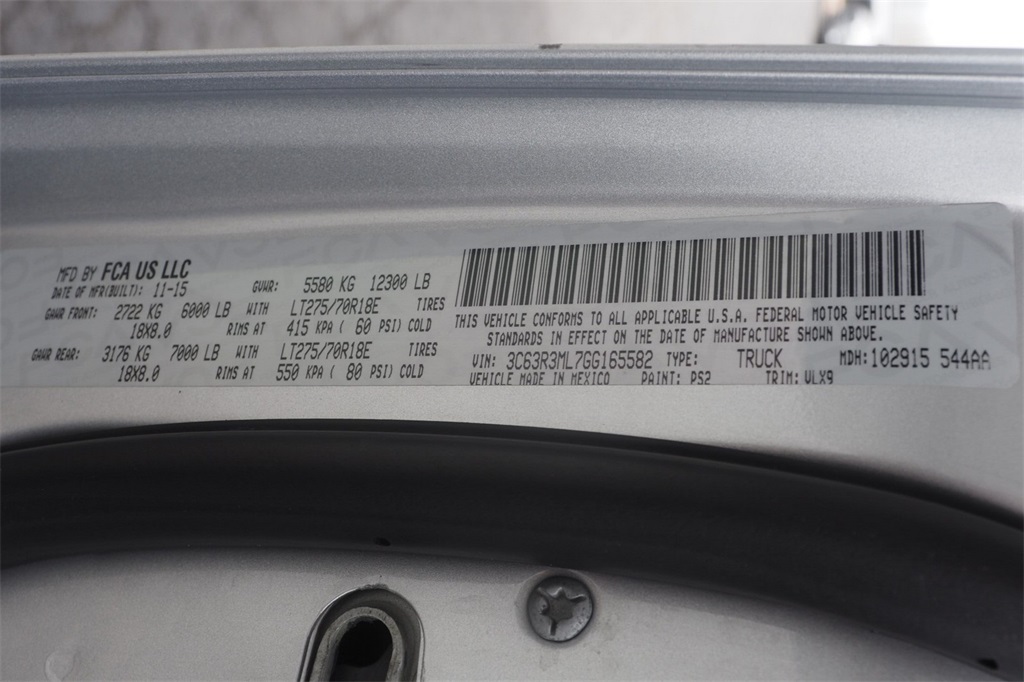 MFD BY FCA US LLC
DATE OF MFR(BUILT): 11-15 GVWR: 5580 KG 12300 LB
GAWR FRONT: 2722 KG 6000 LB WITH LT275/70R18E TIRES
18X8.0 RIMS AT 415 KPA ( 60 PSI) COLD
GAWR REAR: 3176 KG 7000 LB WITH LT275/70R18E TIRES
18X8.0 RIMS AT 550 KPA ( 80 PSI) COLD
THIS VEHICLE CONFORMS TO ALL APPLICABLE U.S.A. FEDERAL MOTOR VEHICLE SAFETY
STANDARDS IN EFFECT ON THE DATE OF MANUFACTURE SHOWN ABOVE.
VIN: 3C63R3ML7GG165582 TYPE: TRUCK MDH:102915 544AA
VEHICLE MADE IN MEXICO PAINT: PS2 TRIM: VLX9